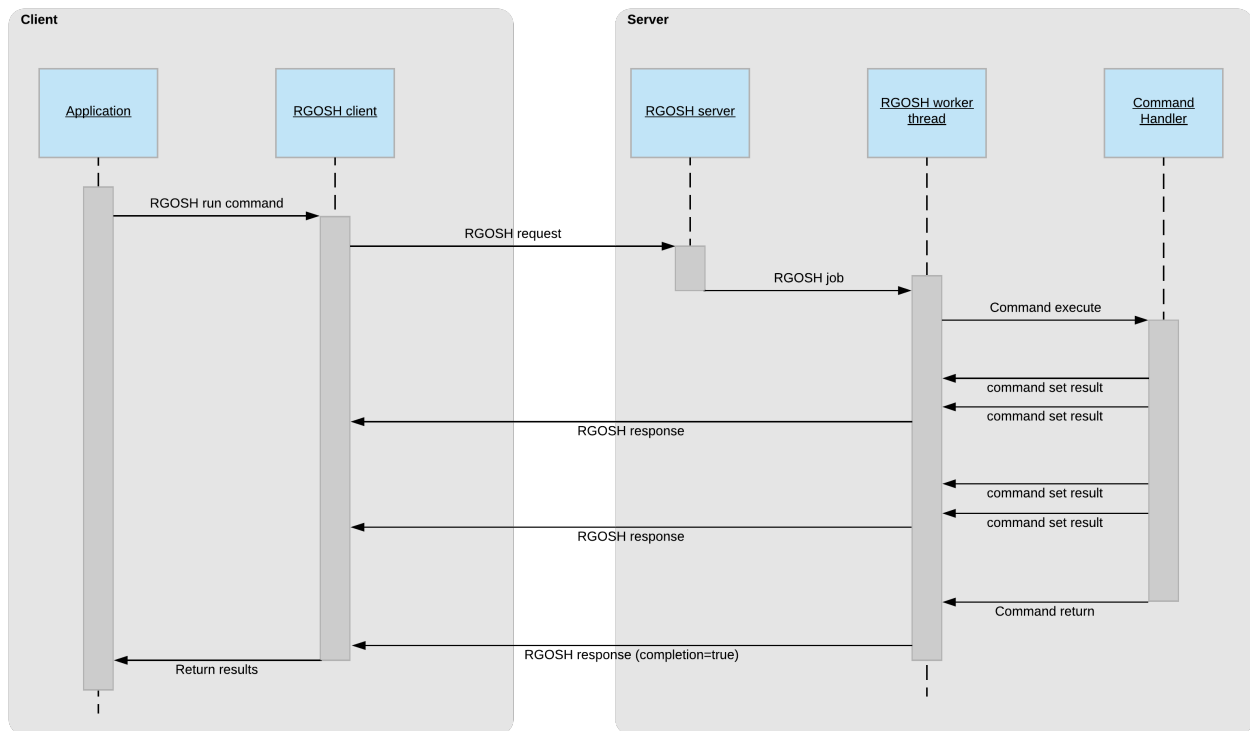 Client
Server
Application
RGOSH client
RGOSH server
RGOSH worker
thread
Command
Handler
RGOSH run command
RGOSH request
RGOSH job
Command execute
command set result
command set result
RGOSH response
command set result
command set result
RGOSH response
Command return
RGOSH response (completion=true)
Return results